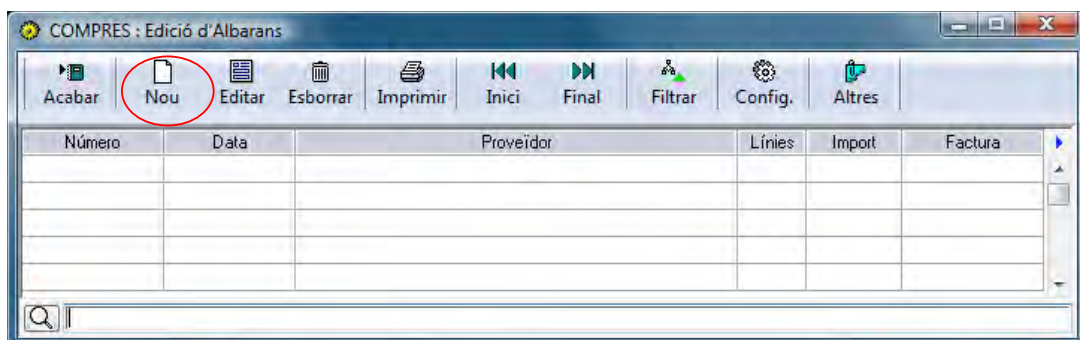 COMPRES : Edició d'Albarans
Acabar Nou Editar Esborrar Imprimir Inici Final Filtrar Config. Altres
Número Data Proveïdor Línies Import Factura